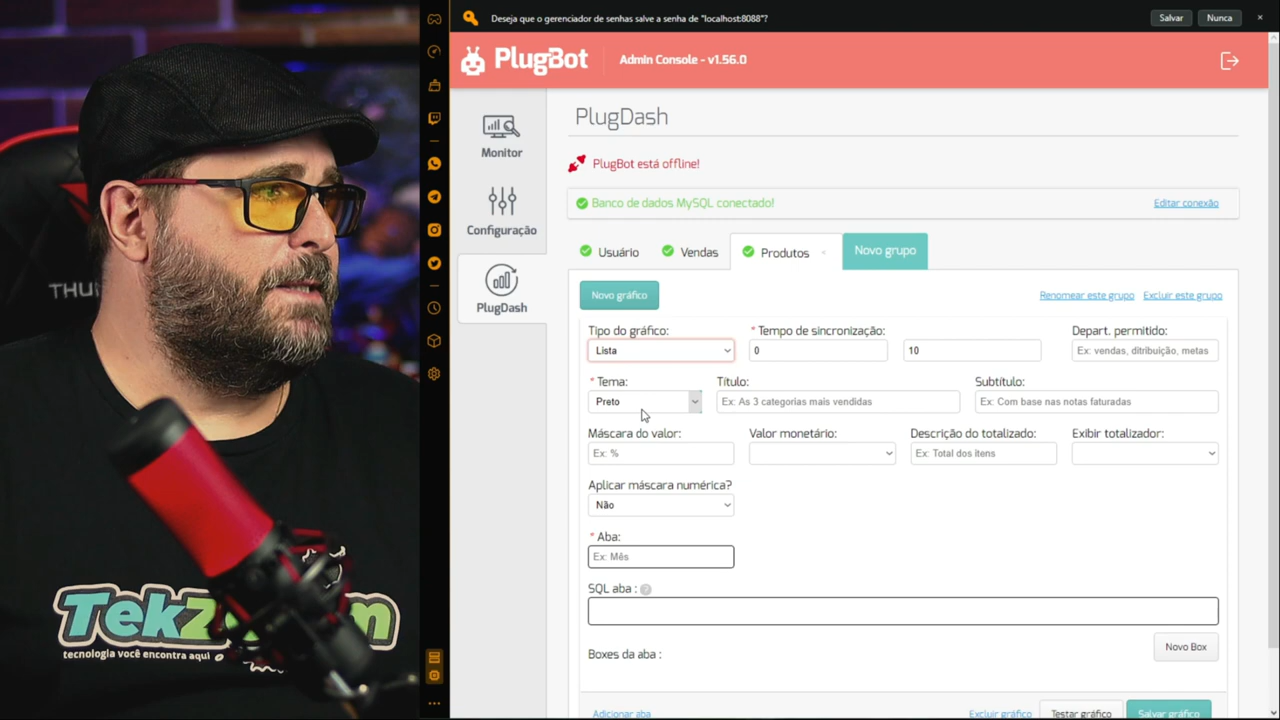 Deseja que o gerenciador de senhas salve a senha de "localhost:8088"?
Salvar
Nunca
PlugBot
Admin Console - v1.56.0
Monitor
Configuração
PlugDash
PlugDash
PlugBot está offline!
Banco de dados MySQL conectado!
Editar conexão
Usuário
Vendas
Produtos
Novo grupo
Novo gráfico
Renomear este grupo
Excluir este grupo
Tipo do gráfico:
* Tempo de sincronização:
Depart. permitido:
Lista
0
10
Ex: vendas, ditribuição, metas
* Tema:
Título:
Subtítulo:
Preto
Ex: As 3 categorias mais vendidas
Ex: Com base nas notas faturadas
Máscara do valor:
Valor monetário:
Descrição do totalizado:
Exibir totalizador:
Ex: %
Ex: Total dos itens
Aplicar máscara numérica?
Não
* Aba:
Ex: Mês
SQL aba : ?
Novo Box
Boxes da aba :
Adicionar aba
Excluir gráfico
Testar gráfico
Salvar gráfico
THU
tecnologia você encontra aqui